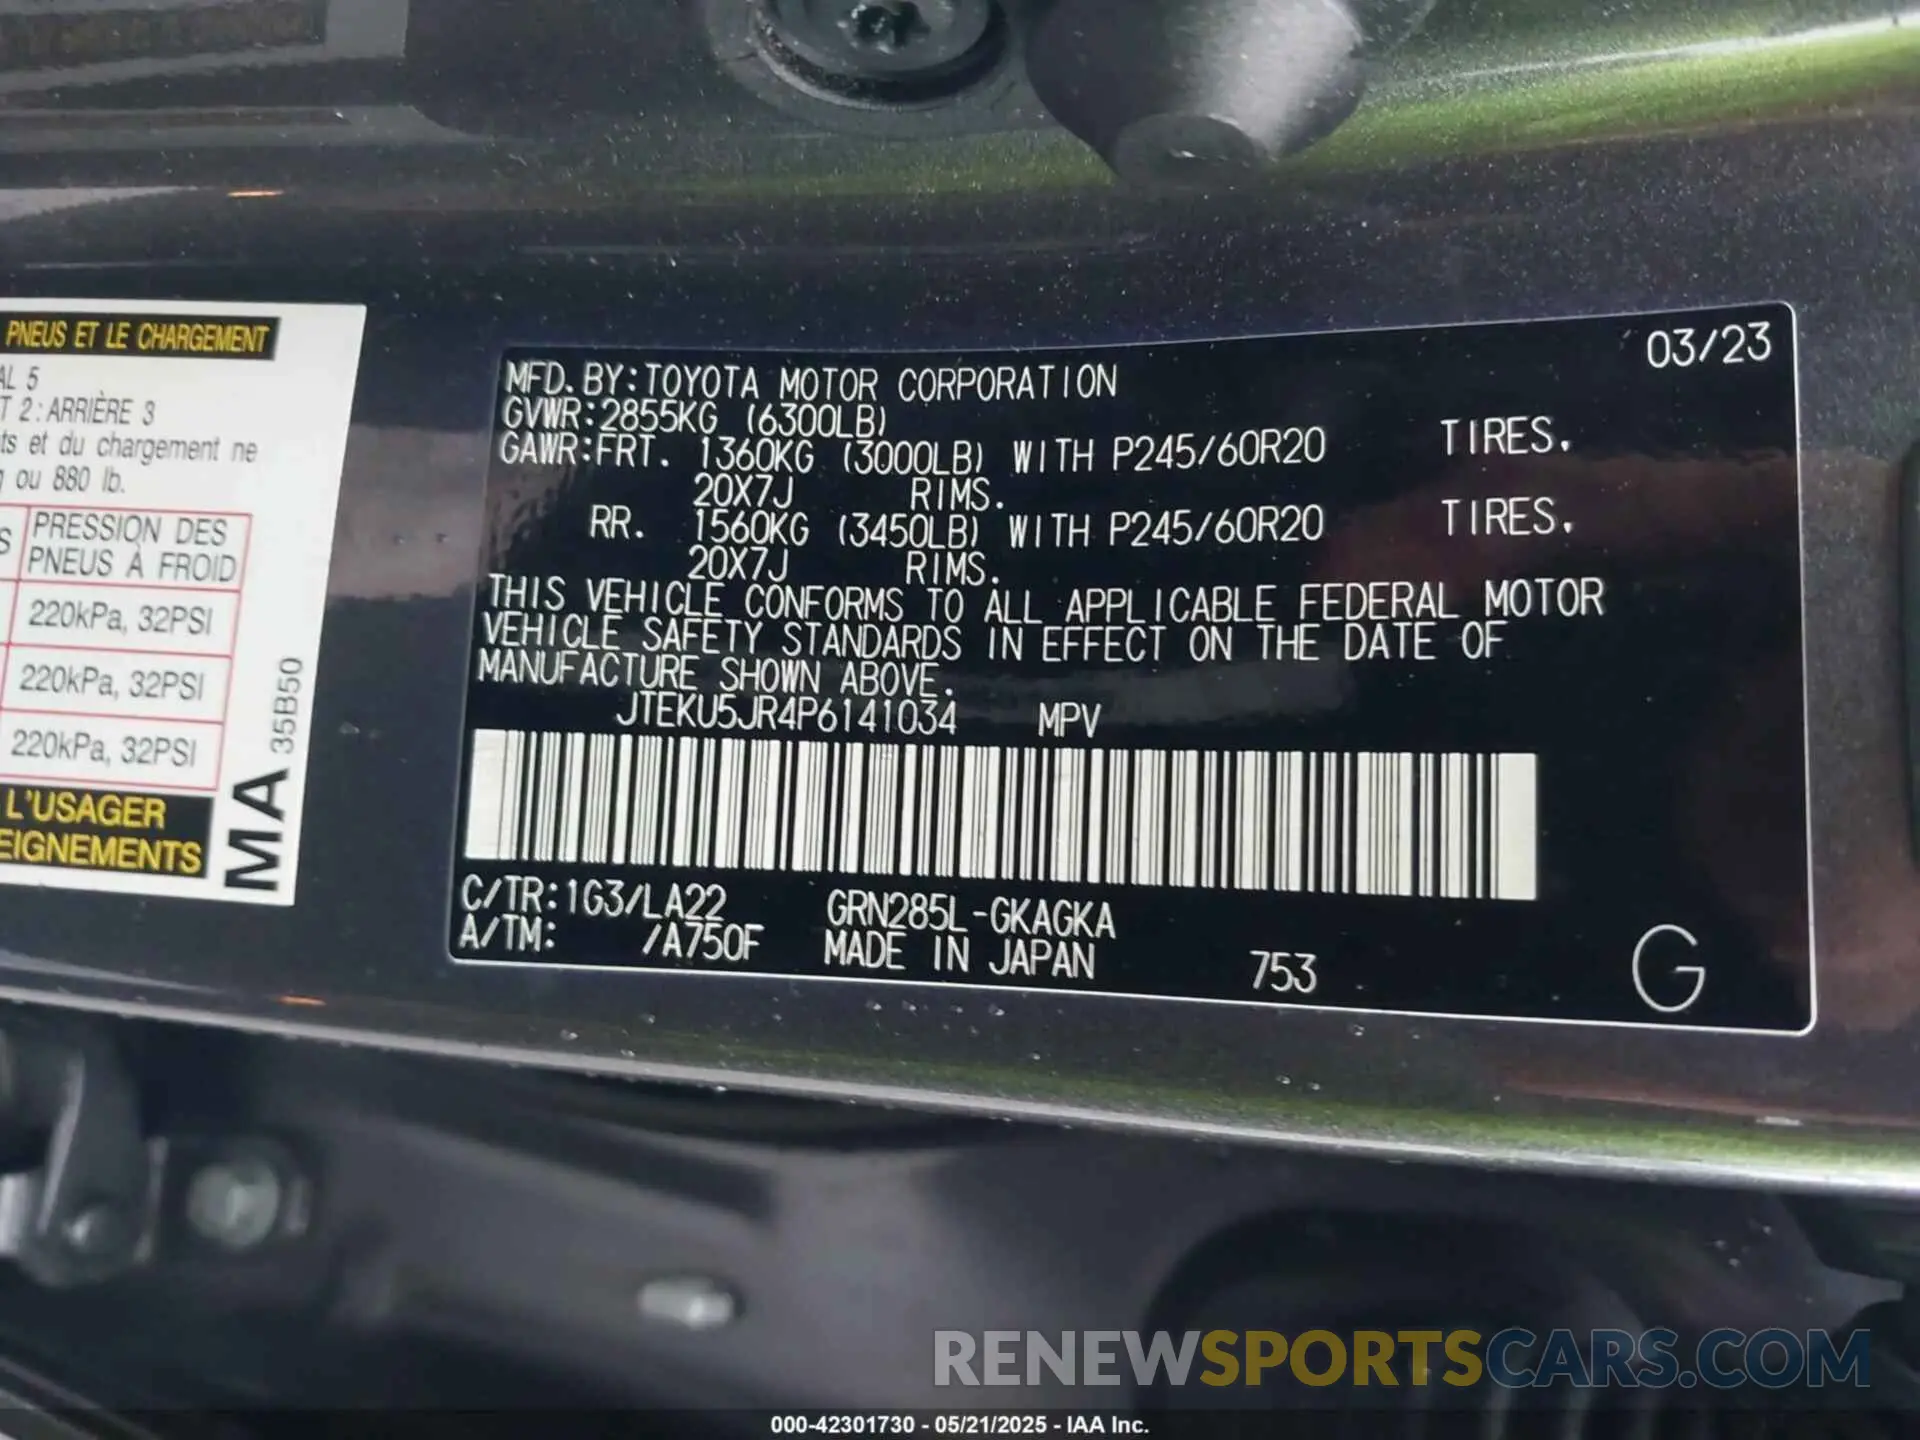 PNEUS ET LE CHARGEMENT
AL 5
T 2 : ARRIÈRE 3
ts et du chargement ne
ou 880 lb.
S PRESSION DES
PNEUS À FROID
220kPa, 32PSI
220kPa, 32PSI
220kPa, 32PSI
L'USAGER
EIGNEMENTS
MA 35B50
03/23
MFD. BY: TOYOTA MOTOR CORPORATION
GVWR: 2855KG (6300LB)
GAWR: FRT. 1360KG (3000LB) WITH P245/60R20 TIRES.
20X7J RIMS.
RR. 1560KG (3450LB) WITH P245/60R20 TIRES.
20X7J RIMS.
THIS VEHICLE CONFORMS TO ALL APPLICABLE FEDERAL MOTOR
VEHICLE SAFETY STANDARDS IN EFFECT ON THE DATE OF
MANUFACTURE SHOWN ABOVE.
JTEKU5JR4P6141034 MPV
C/TR: 1G3/LA22 GRN285L-GKAGKA
A/TM: /A750F MADE IN JAPAN 753 G
RENEWSPORTSCARS.COM
000-42301730 - 05/21/2025 - IAA Inc.